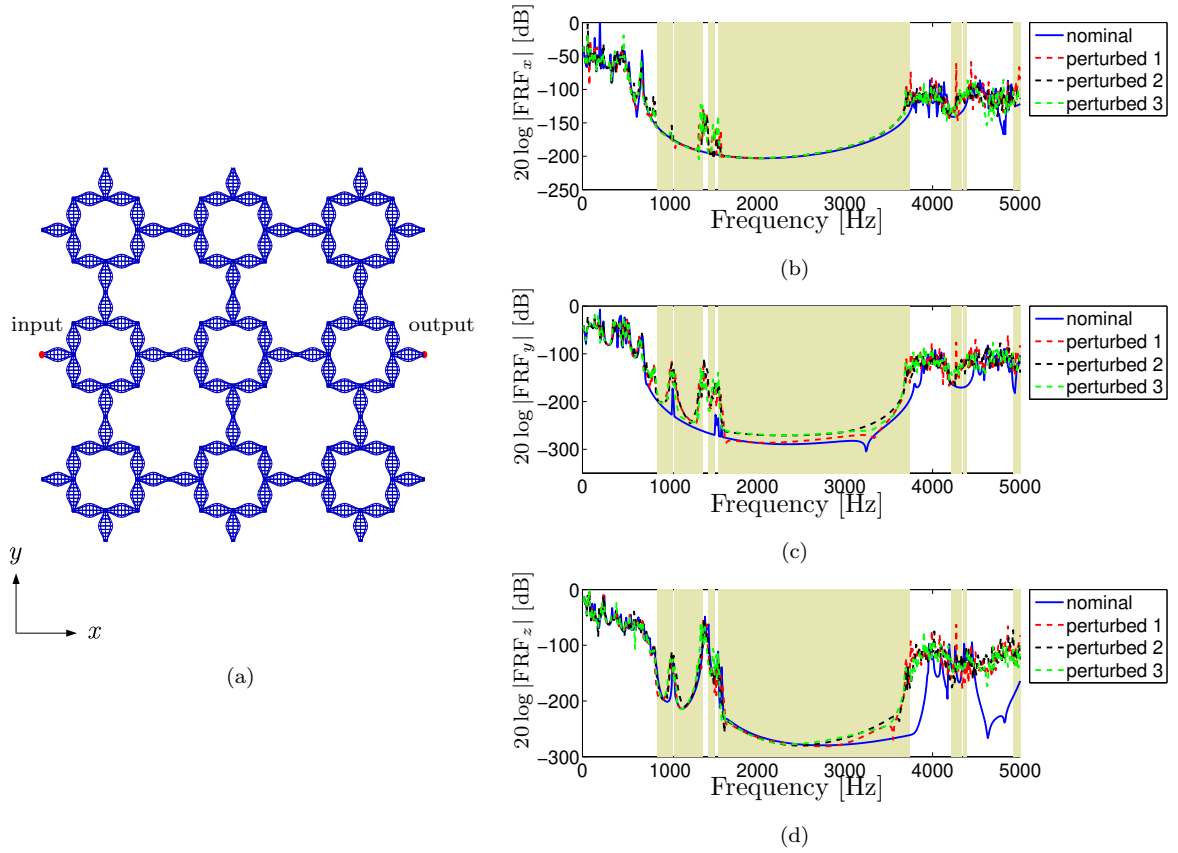 input
output
y
x
(a)
20 log |FRFx| [dB]
0
−50
−100
−150
−200
−250
0
1000
2000
3000
4000
5000
Frequency [Hz]
nominal
perturbed 1
perturbed 2
perturbed 3
(b)
20 log |FRFy| [dB]
0
−100
−200
−300
0
1000
2000
3000
4000
5000
Frequency [Hz]
nominal
perturbed 1
perturbed 2
perturbed 3
(c)
20 log |FRFz| [dB]
0
−100
−200
−300
0
1000
2000
3000
4000
5000
Frequency [Hz]
nominal
perturbed 1
perturbed 2
perturbed 3
(d)